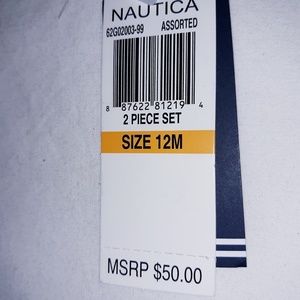 NAUTICA
62G02003-99 ASSORTED
8 87622 81219 4
2 PIECE SET
SIZE 12M
MSRP $50.00